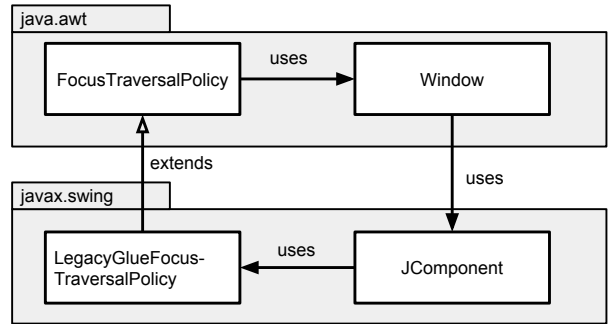 java.awt
FocusTraversalPolicy
uses
Window
extends
uses
javax.swing
LegacyGlueFocus-
TraversalPolicy
uses
JComponent